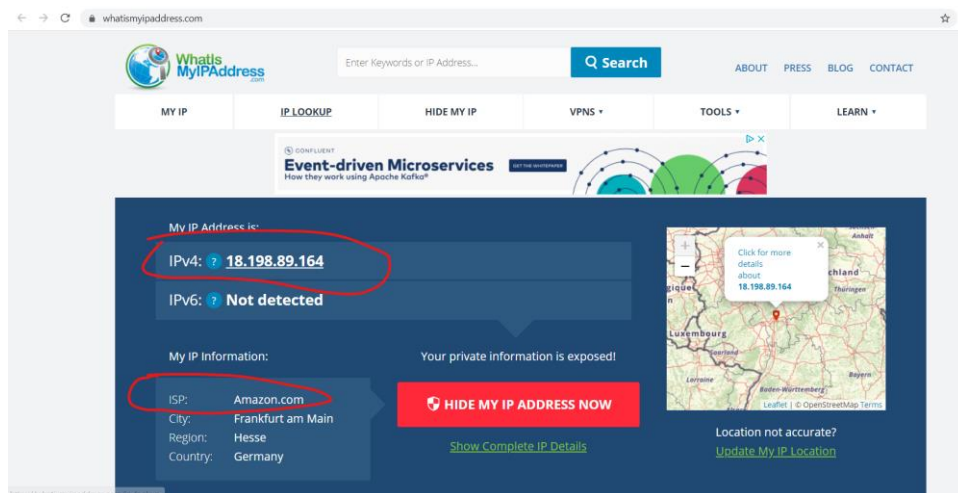 whatismyipaddress.com
WhatIs
MyIPAddress
.com
Enter Keywords or IP Address...
Search
ABOUT PRESS BLOG CONTACT
MY IP IP LOOKUP HIDE MY IP VPNS TOOLS LEARN
CONFLUENT
Event-driven Microservices
How they work using Apache Kafka®
GET THE WHITEPAPER
My IP Address is:
IPv4: ? 18.198.89.164
IPv6: ? Not detected
My IP Information:
ISP: Amazon.com
City: Frankfurt am Main
Region: Hesse
Country: Germany
Your private information is exposed!
HIDE MY IP ADDRESS NOW
Show Complete IP Details
+
−
Click for more
details
about
18.198.89.164
×
Anhalt
chland
Thüringen
gique
Luxembourg
Saarland
Lorraine
Baden-Württemberg
Bayern
Leaflet | © OpenStreetMap Terms
Location not accurate?
Update My IP Location